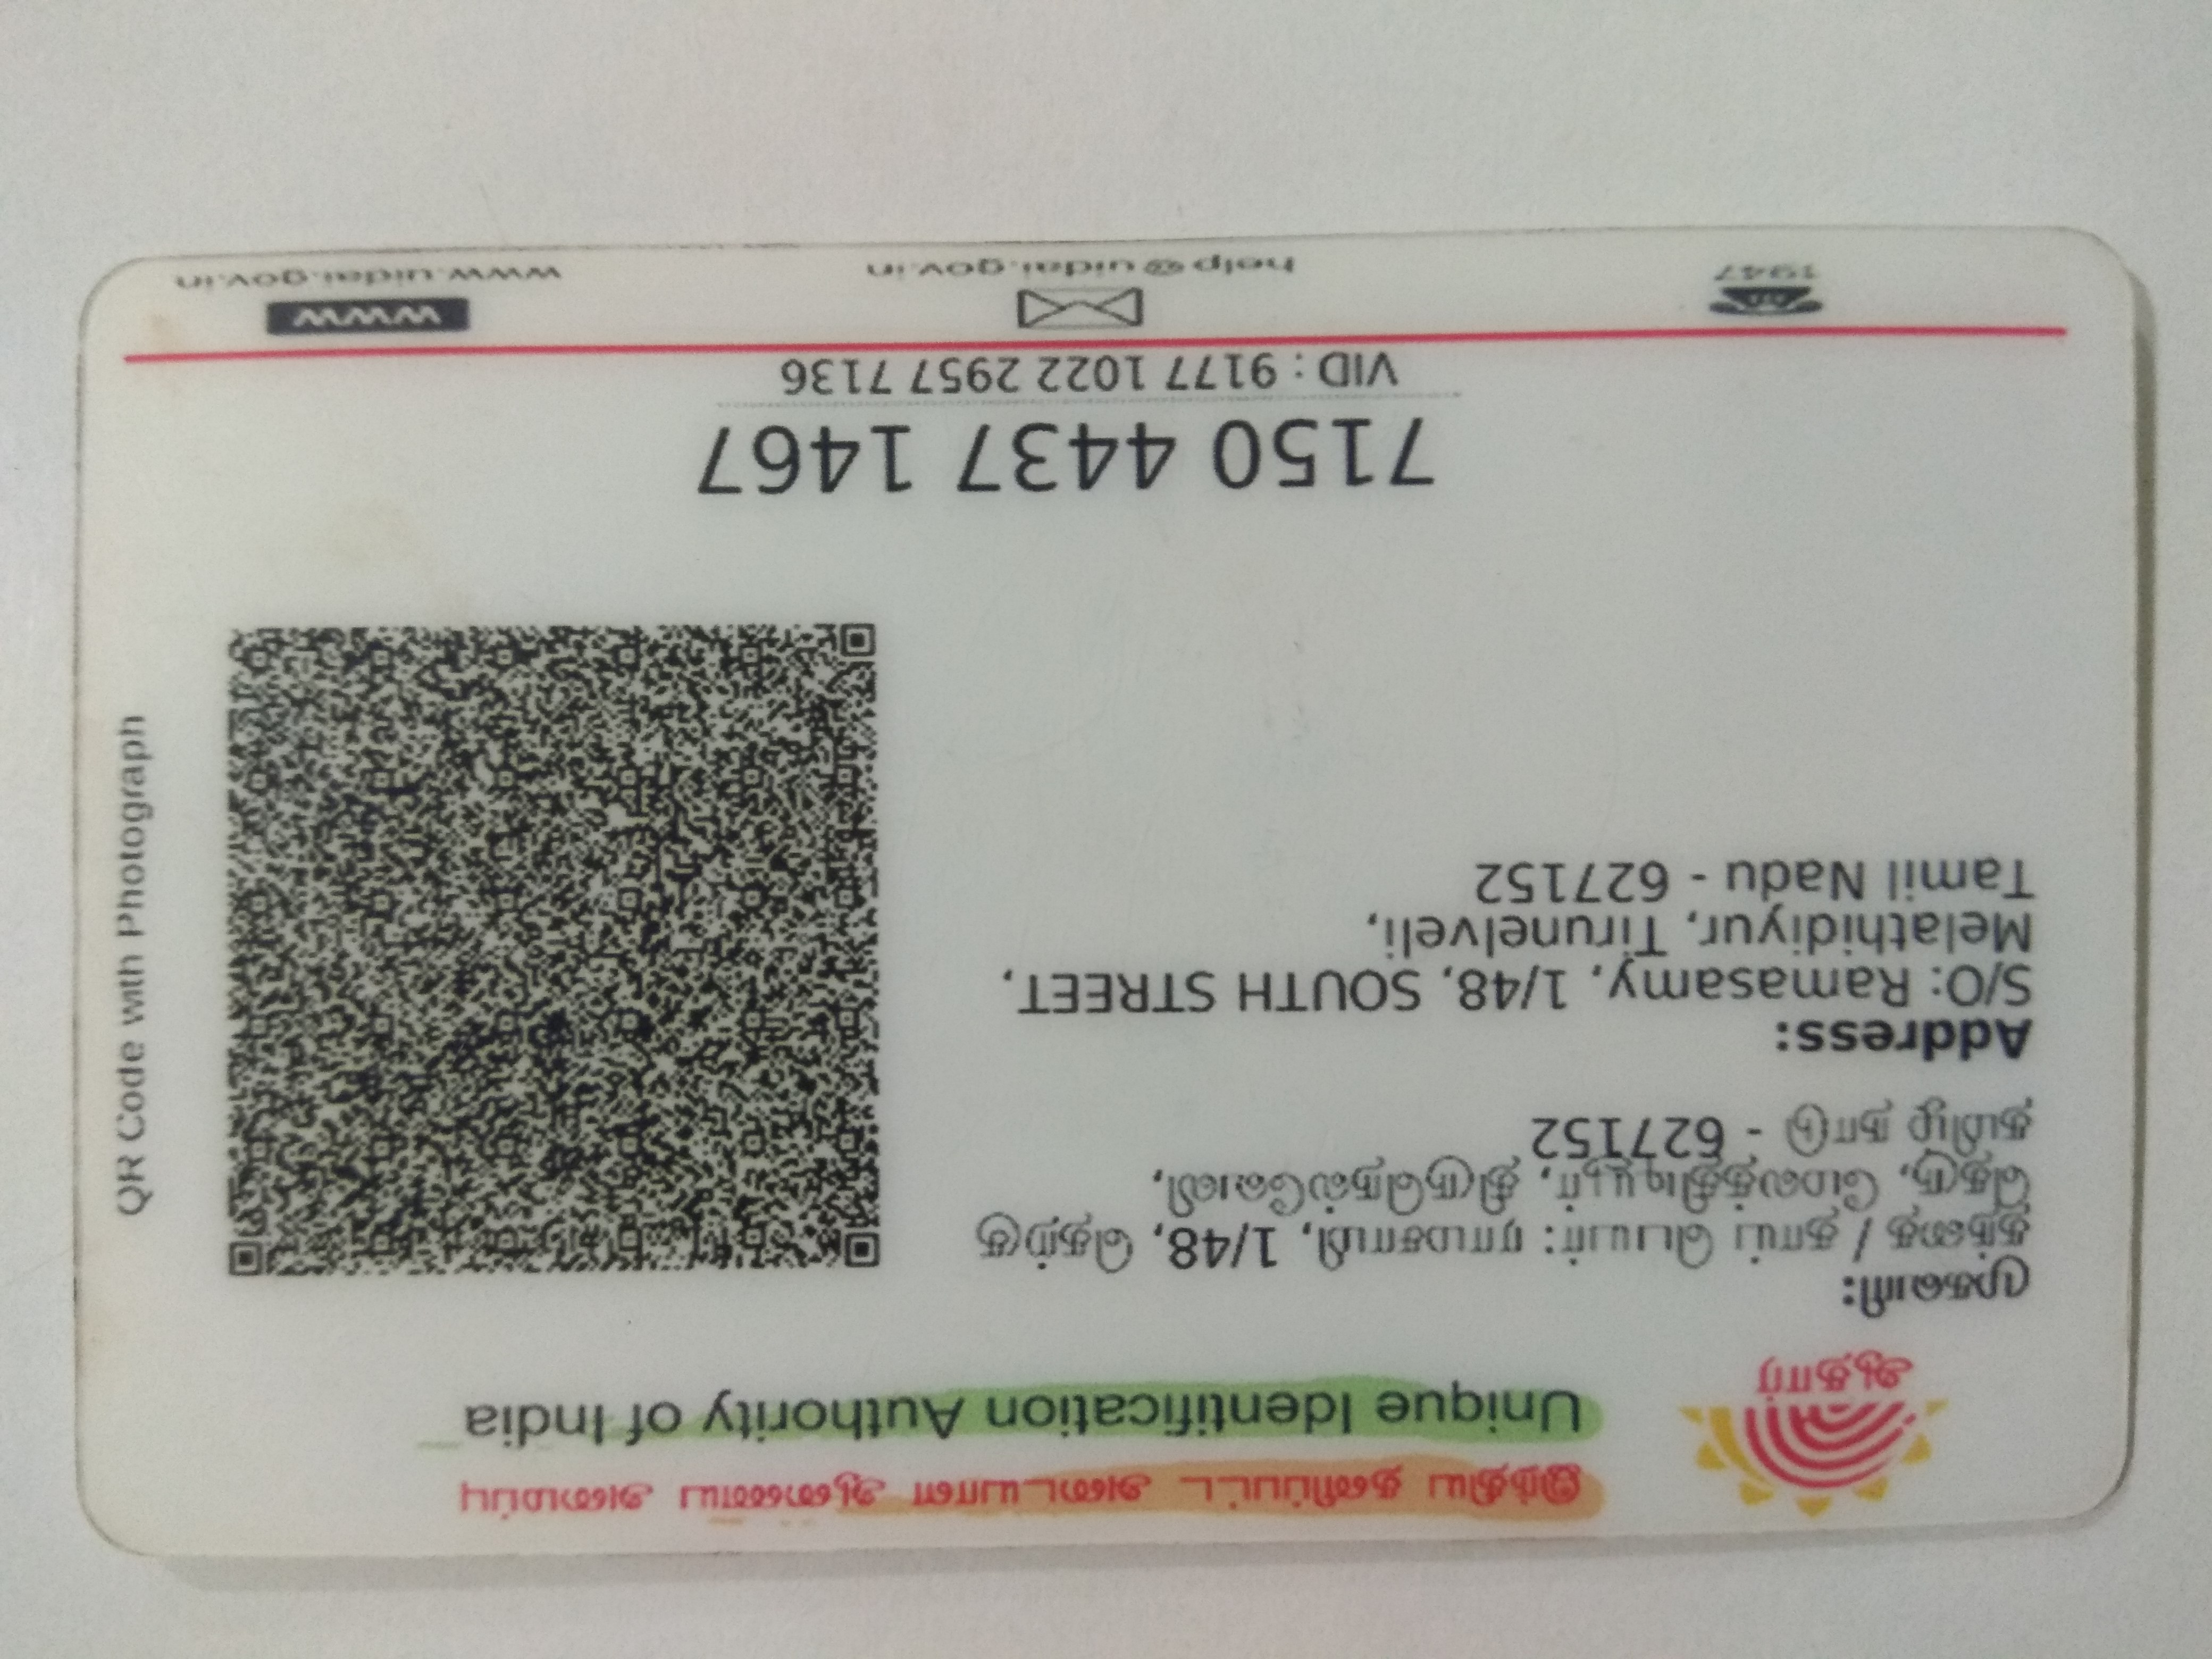 இந்திய தனிப்பட்ட அடையாள ஆணைய அமைப்பு
Unique Identification Authority of India
ஆதார்
முகவரி:
தந்தை / தாய் பெயர்: ராமசாமி, 1/48, தெற்கு
தெரு, மேலத்திடியூர், திருநெல்வேலி,
தமிழ் நாடு - 627152
Address:
S/O: Ramasamy, 1/48, SOUTH STREET,
Melathidiyur, Tirunelveli,
Tamil Nadu - 627152
QR Code with Photograph
7150 4437 1467
VID : 9177 1022 2957 7136
1947
help@uidai.gov.in
www
www.uidai.gov.in